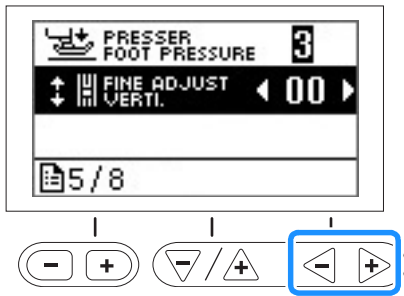 PRESSER
FOOT PRESSURE 3
FINE ADJUST
VERTI. 00
5/8
- + -/+ - +